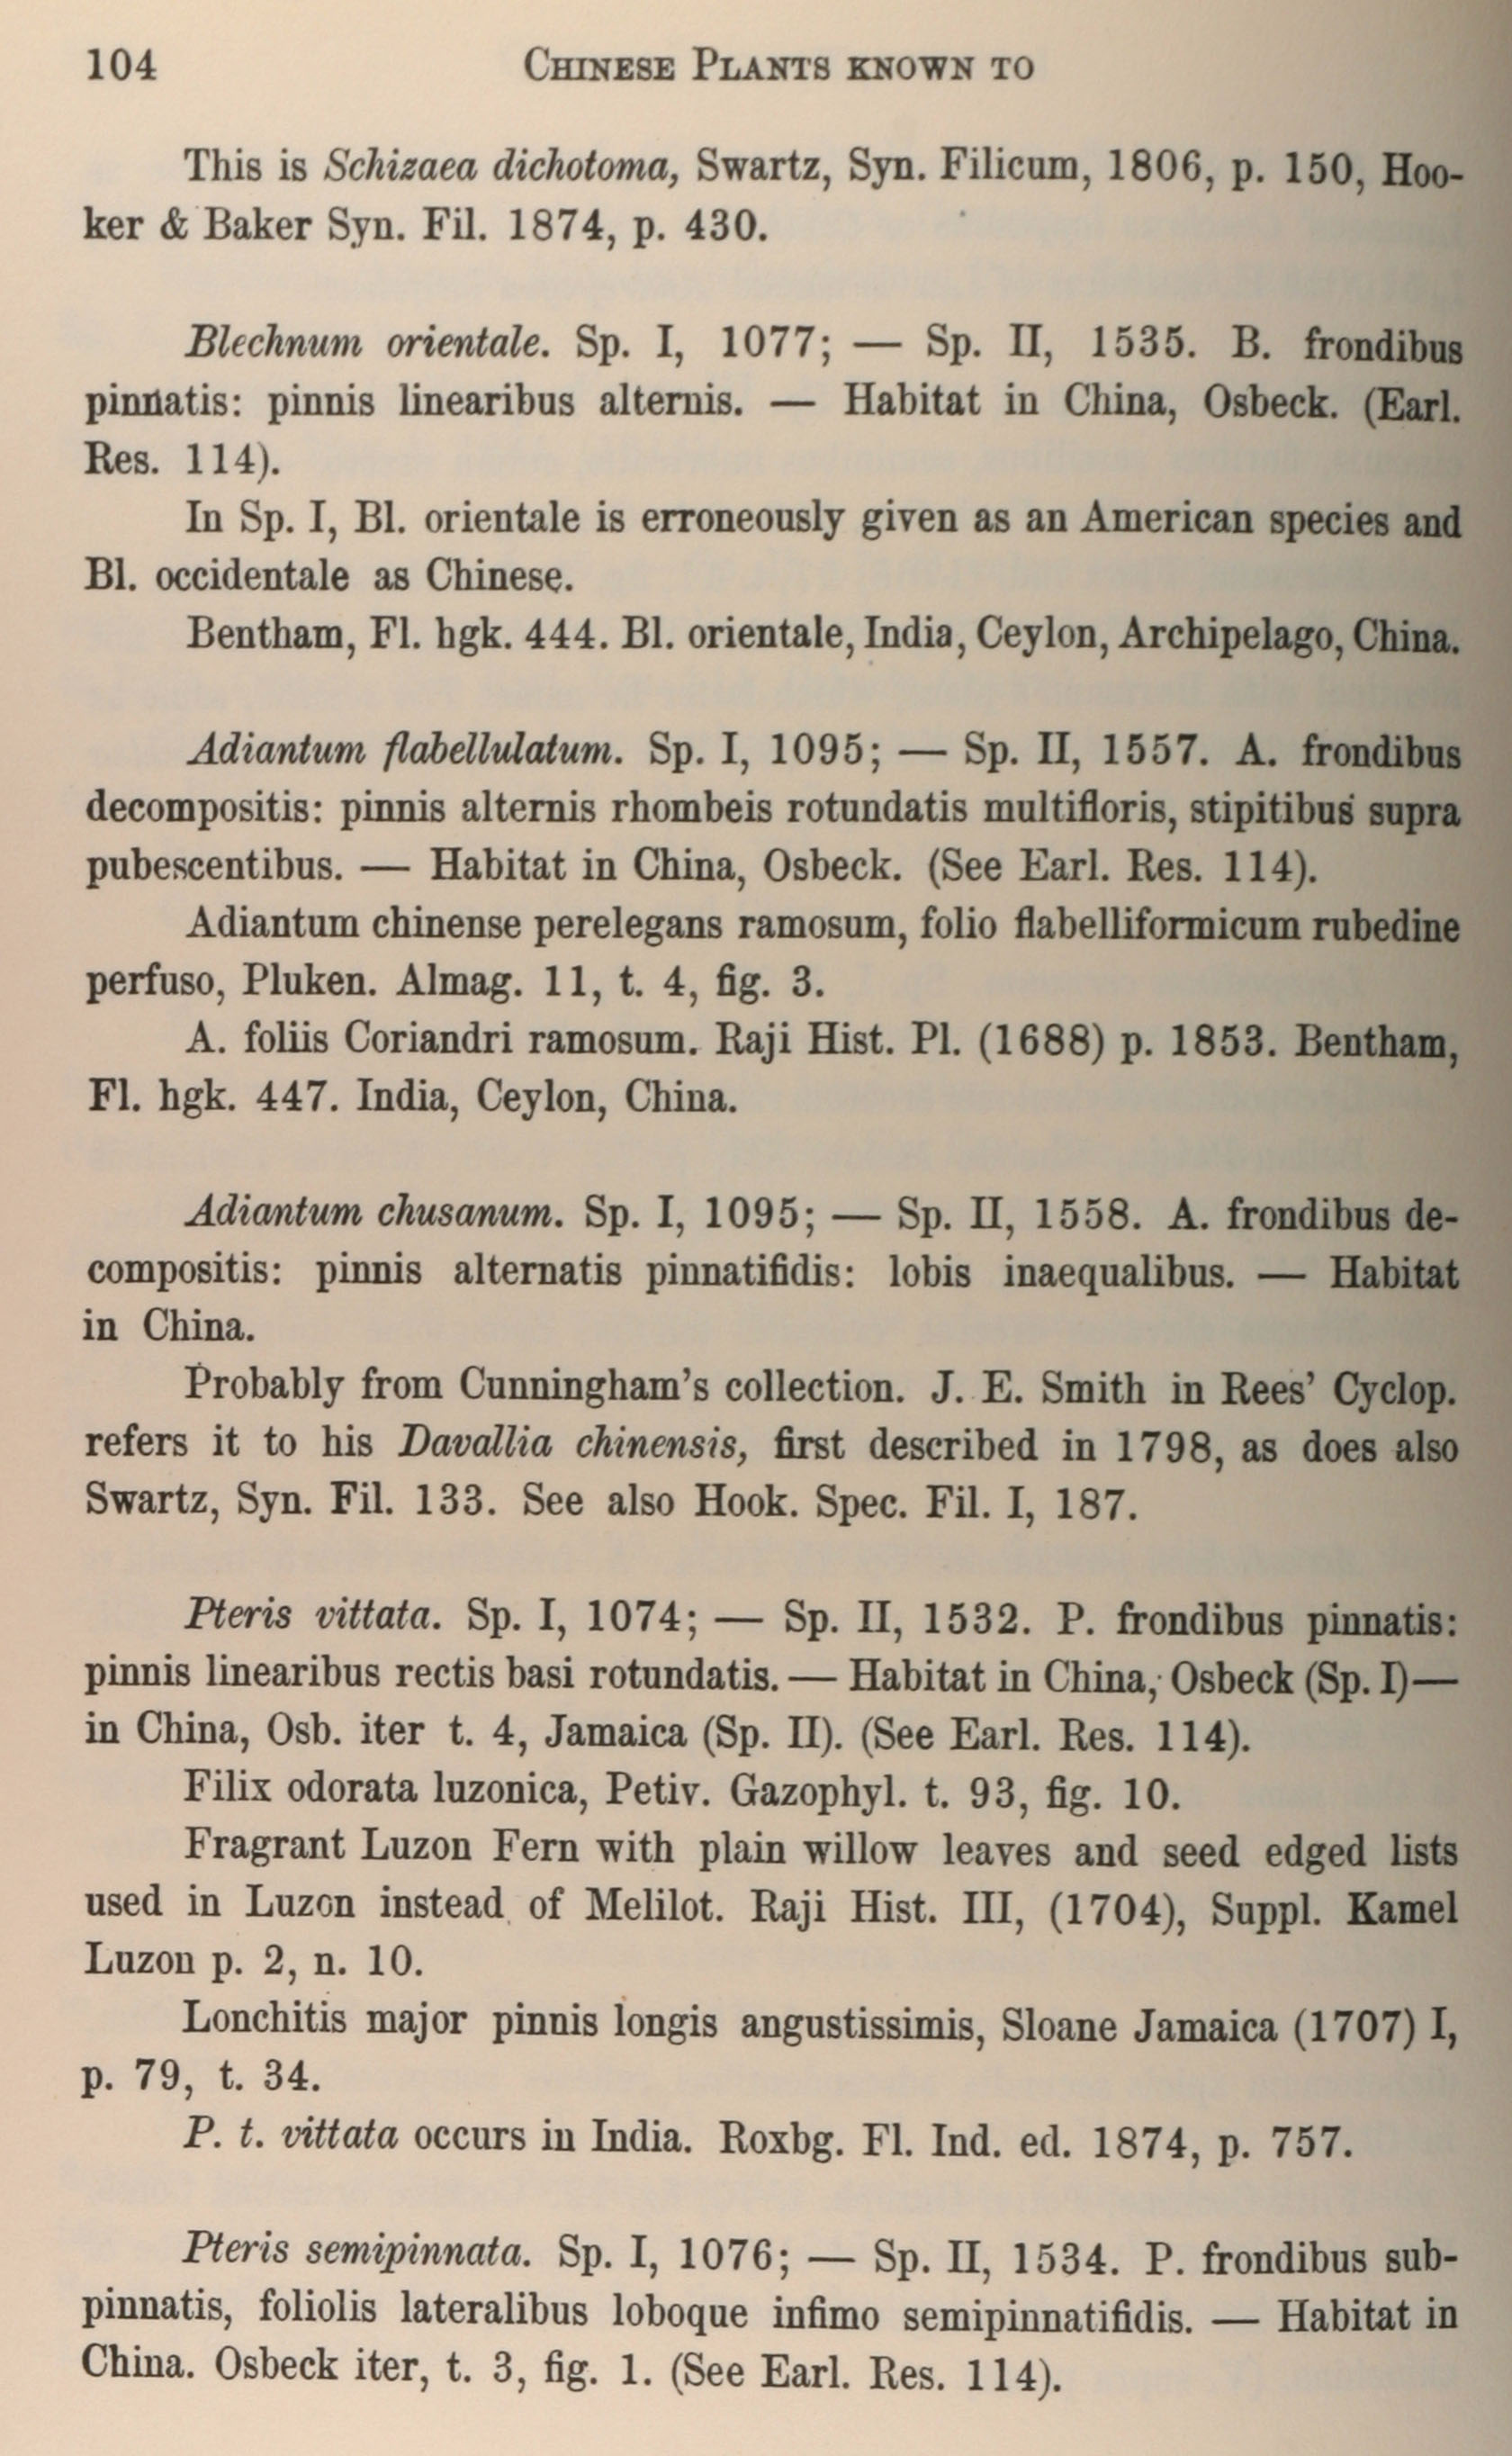 104 CHINESE PLANTS KNOWN TO
This is Schizaea dichotoma, Swartz, Syn. Filicum, 1806, p. 150, Hoo-
ker & Baker Syn. Fil. 1874, p. 430.
Blechnum orientale. Sp. I, 1077; — Sp. II, 1535. B. frondibus
pinnatis: pinnis linearibus alternis. — Habitat in China, Osbeck. (Earl.
Res. 114).
In Sp. I, Bl. orientale is erroneously given as an American species and
Bl. occidentale as Chinese.
Bentham, Fl. hgk. 444. Bl. orientale, India, Ceylon, Archipelago, China.
Adiantum flabellulatum. Sp. I, 1095; — Sp. II, 1557. A. frondibus
decompositis: pinnis alternis rhombeis rotundatis multifloris, stipitibus supra
pubescentibus. — Habitat in China, Osbeck. (See Earl. Res. 114).
Adiantum chinense perelegans ramosum, folio flabelliformicum rubedine
perfuso, Pluken. Almag. 11, t. 4, fig. 3.
A. foliis Coriandri ramosum. Raji Hist. Pl. (1688) p. 1853. Bentham,
Fl. hgk. 447. India, Ceylon, China.
Adiantum chusanum. Sp. I, 1095; — Sp. II, 1558. A. frondibus de-
compositis: pinnis alternatis pinnatifidis: lobis inaequalibus. — Habitat
in China.
Probably from Cunningham's collection. J. E. Smith in Rees' Cyclop.
refers it to his Davallia chinensis, first described in 1798, as does also
Swartz, Syn. Fil. 133. See also Hook. Spec. Fil. I, 187.
Pteris vittata. Sp. I, 1074; — Sp. II, 1532. P. frondibus pinnatis:
pinnis linearibus rectis basi rotundatis. — Habitat in China, Osbeck (Sp. I)—
in China, Osb. iter t. 4, Jamaica (Sp. II). (See Earl. Res. 114).
Filix odorata luzonica, Petiv. Gazophyl. t. 93, fig. 10.
Fragrant Luzon Fern with plain willow leaves and seed edged lists
used in Luzon instead of Melilot. Raji Hist. III, (1704), Suppl. Kamel
Luzon p. 2, n. 10.
Lonchitis major pinnis longis angustissimis, Sloane Jamaica (1707) I,
p. 79, t. 34.
P. t. vittata occurs in India. Roxbg. Fl. Ind. ed. 1874, p. 757.
Pteris semipinnata. Sp. I, 1076; — Sp. II, 1534. P. frondibus sub-
pinnatis, foliolis lateralibus loboque infimo semipinnatifidis. — Habitat in
China. Osbeck iter, t. 3, fig. 1. (See Earl. Res. 114).